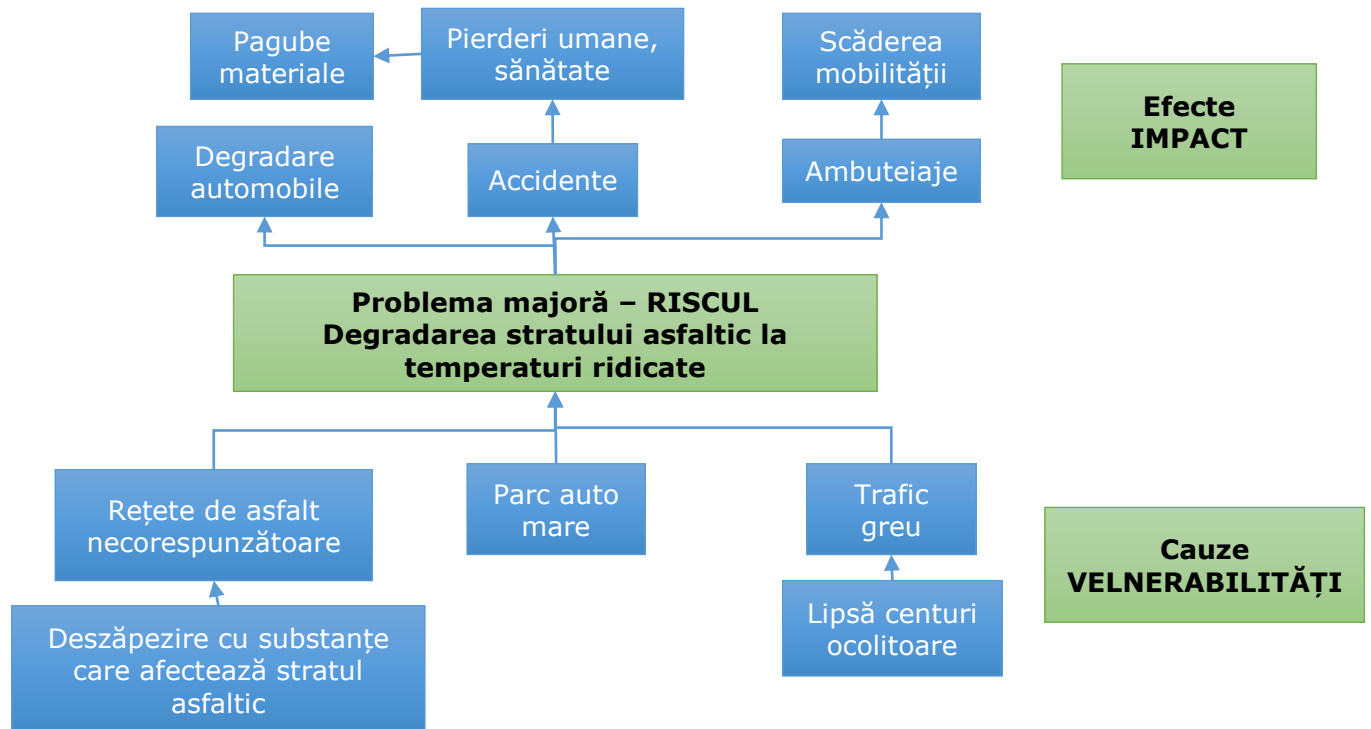 Pagube
materiale
Pierderi umane,
sănătate
Scăderea
mobilității
Efecte
IMPACT
Degradare
automobile
Accidente
Ambuteiaje
Problema majoră – RISCUL
Degradarea stratului asfaltic la
temperaturi ridicate
Rețete de asfalt
necorespunzătoare
Parc auto
mare
Trafic
greu
Cauze
VELNERABILITĂȚI
Deszăpezire cu substanțe
care afectează stratul
asfaltic
Lipsă centuri
ocolitoare